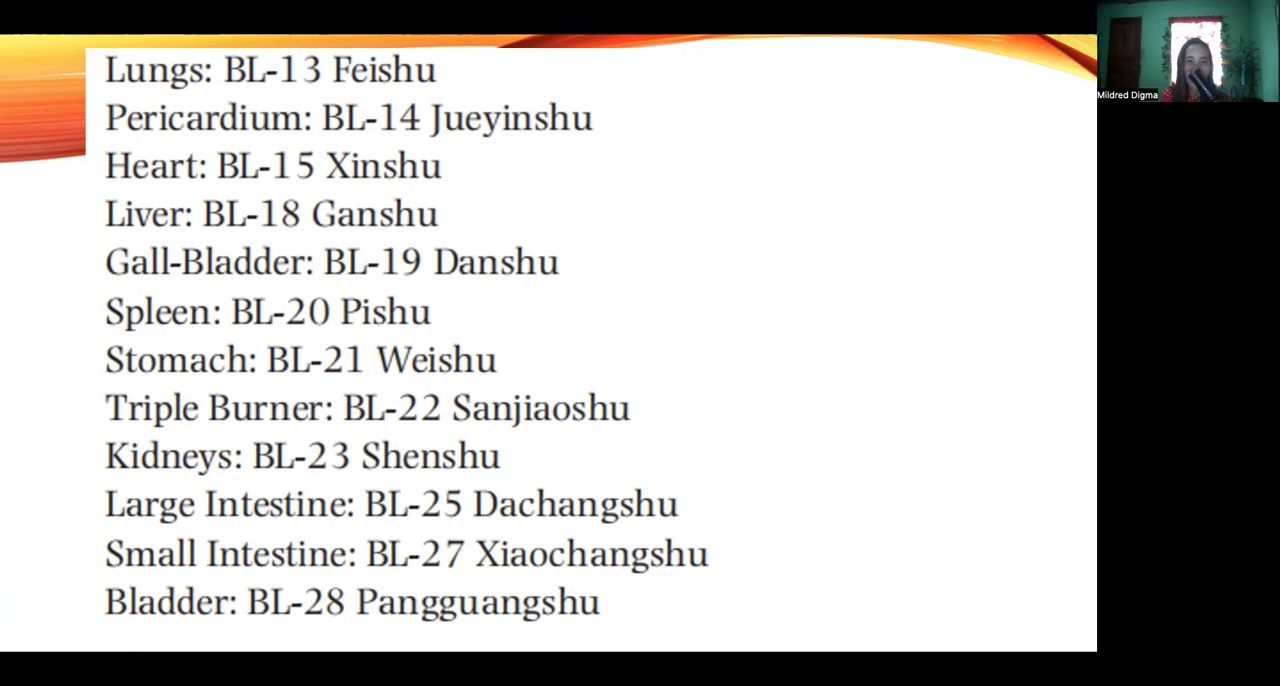 Lungs: BL-13 Feishu
Pericardium: BL-14 Jueyinshu
Heart: BL-15 Xinshu
Liver: BL-18 Ganshu
Gall-Bladder: BL-19 Danshu
Spleen: BL-20 Pishu
Stomach: BL-21 Weishu
Triple Burner: BL-22 Sanjiaoshu
Kidneys: BL-23 Shenshu
Large Intestine: BL-25 Dachangshu
Small Intestine: BL-27 Xiaochangshu
Bladder: BL-28 Pangguangshu
Mildred Digma